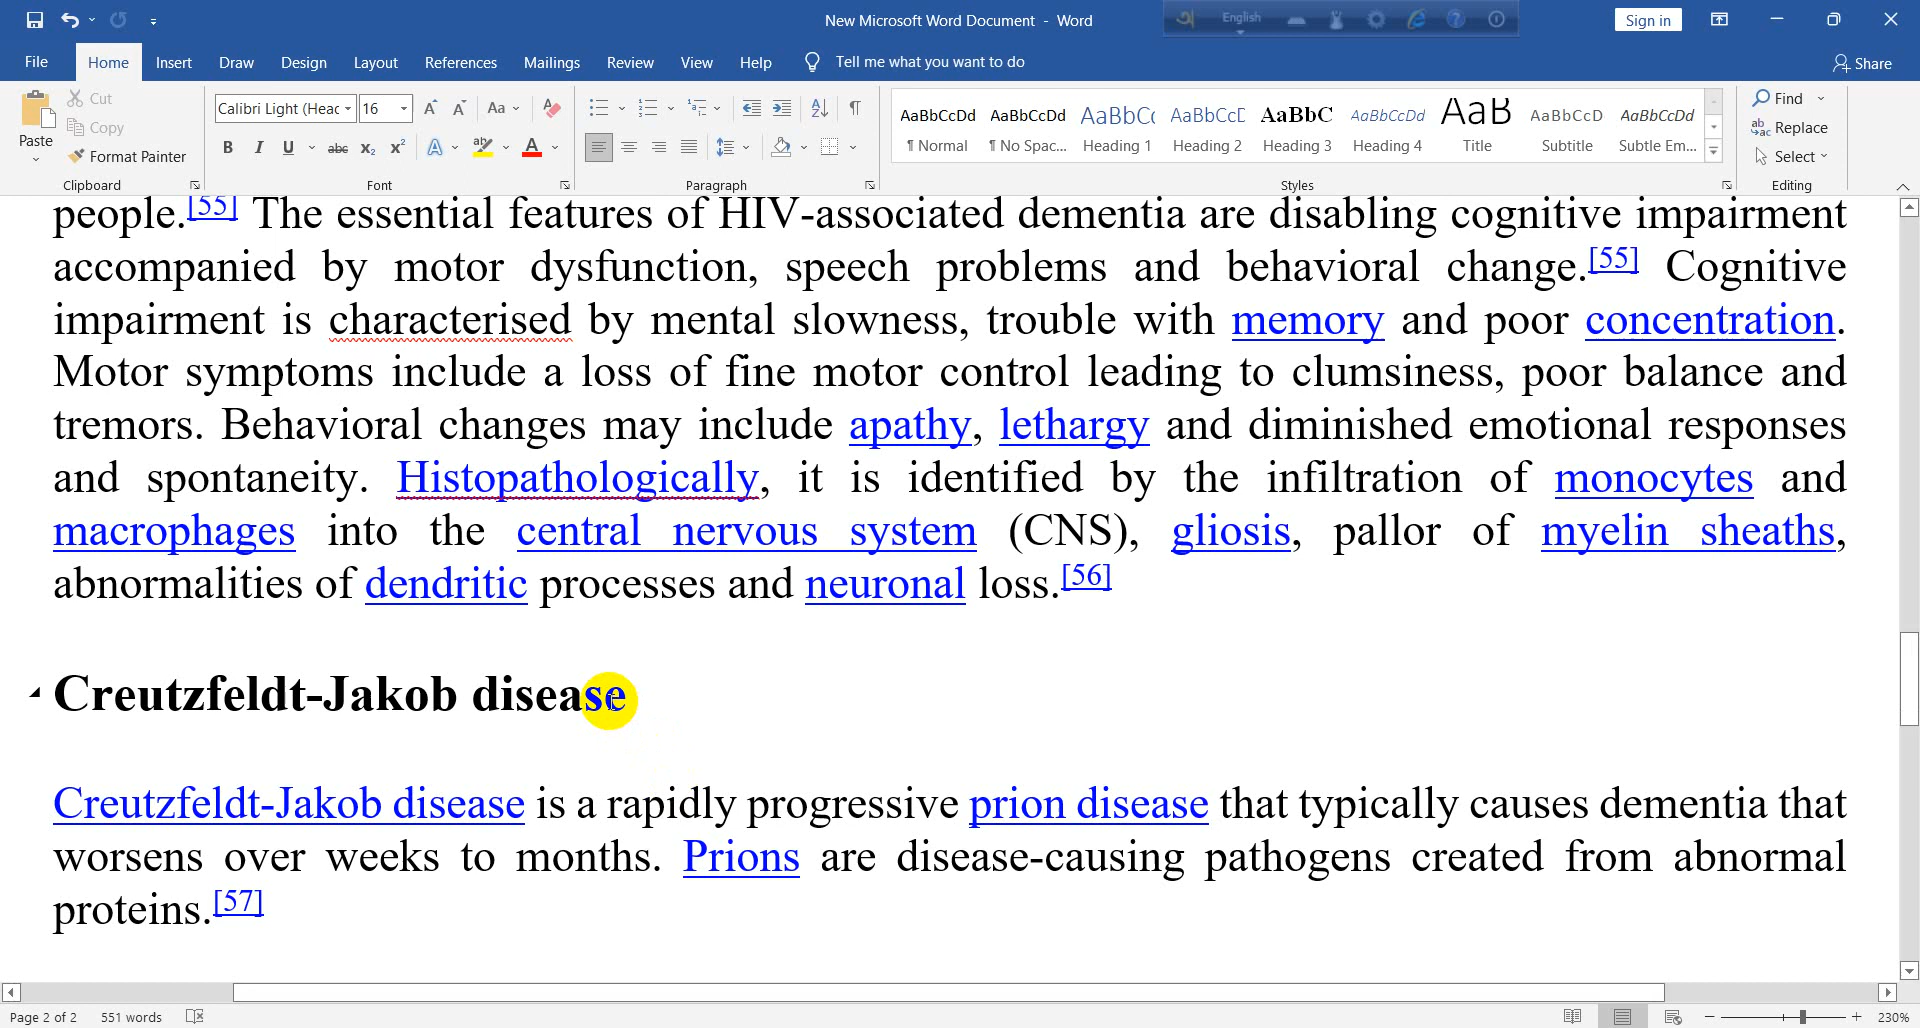 New Microsoft Word Document - Word
English
Sign in
File Home Insert Draw Design Layout References Mailings Review View Help Tell me what you want to do Share
Paste
Cut
Copy
Format Painter
Clipboard
Calibri Light (Head 16
Font
Paragraph
AaBbCcDd AaBbCcDd AaBbCc AaBbCcD AaBbC AaBbCcDd AaB AaBbCcD AaBbCcDd
¶ Normal ¶ No Spac... Heading 1 Heading 2 Heading 3 Heading 4 Title Subtitle Subtle Em...
Styles
Find
Replace
Select
Editing
people.[55] The essential features of HIV-associated dementia are disabling cognitive impairment
accompanied by motor dysfunction, speech problems and behavioral change.[55] Cognitive
impairment is characterised by mental slowness, trouble with memory and poor concentration.
Motor symptoms include a loss of fine motor control leading to clumsiness, poor balance and
tremors. Behavioral changes may include apathy, lethargy and diminished emotional responses
and spontaneity. Histopathologically, it is identified by the infiltration of monocytes and
macrophages into the central nervous system (CNS), gliosis, pallor of myelin sheaths,
abnormalities of dendritic processes and neuronal loss.[56]
Creutzfeldt-Jakob disease
Creutzfeldt-Jakob disease is a rapidly progressive prion disease that typically causes dementia that
worsens over weeks to months. Prions are disease-causing pathogens created from abnormal
proteins.[57]
Page 2 of 2 551 words 230%